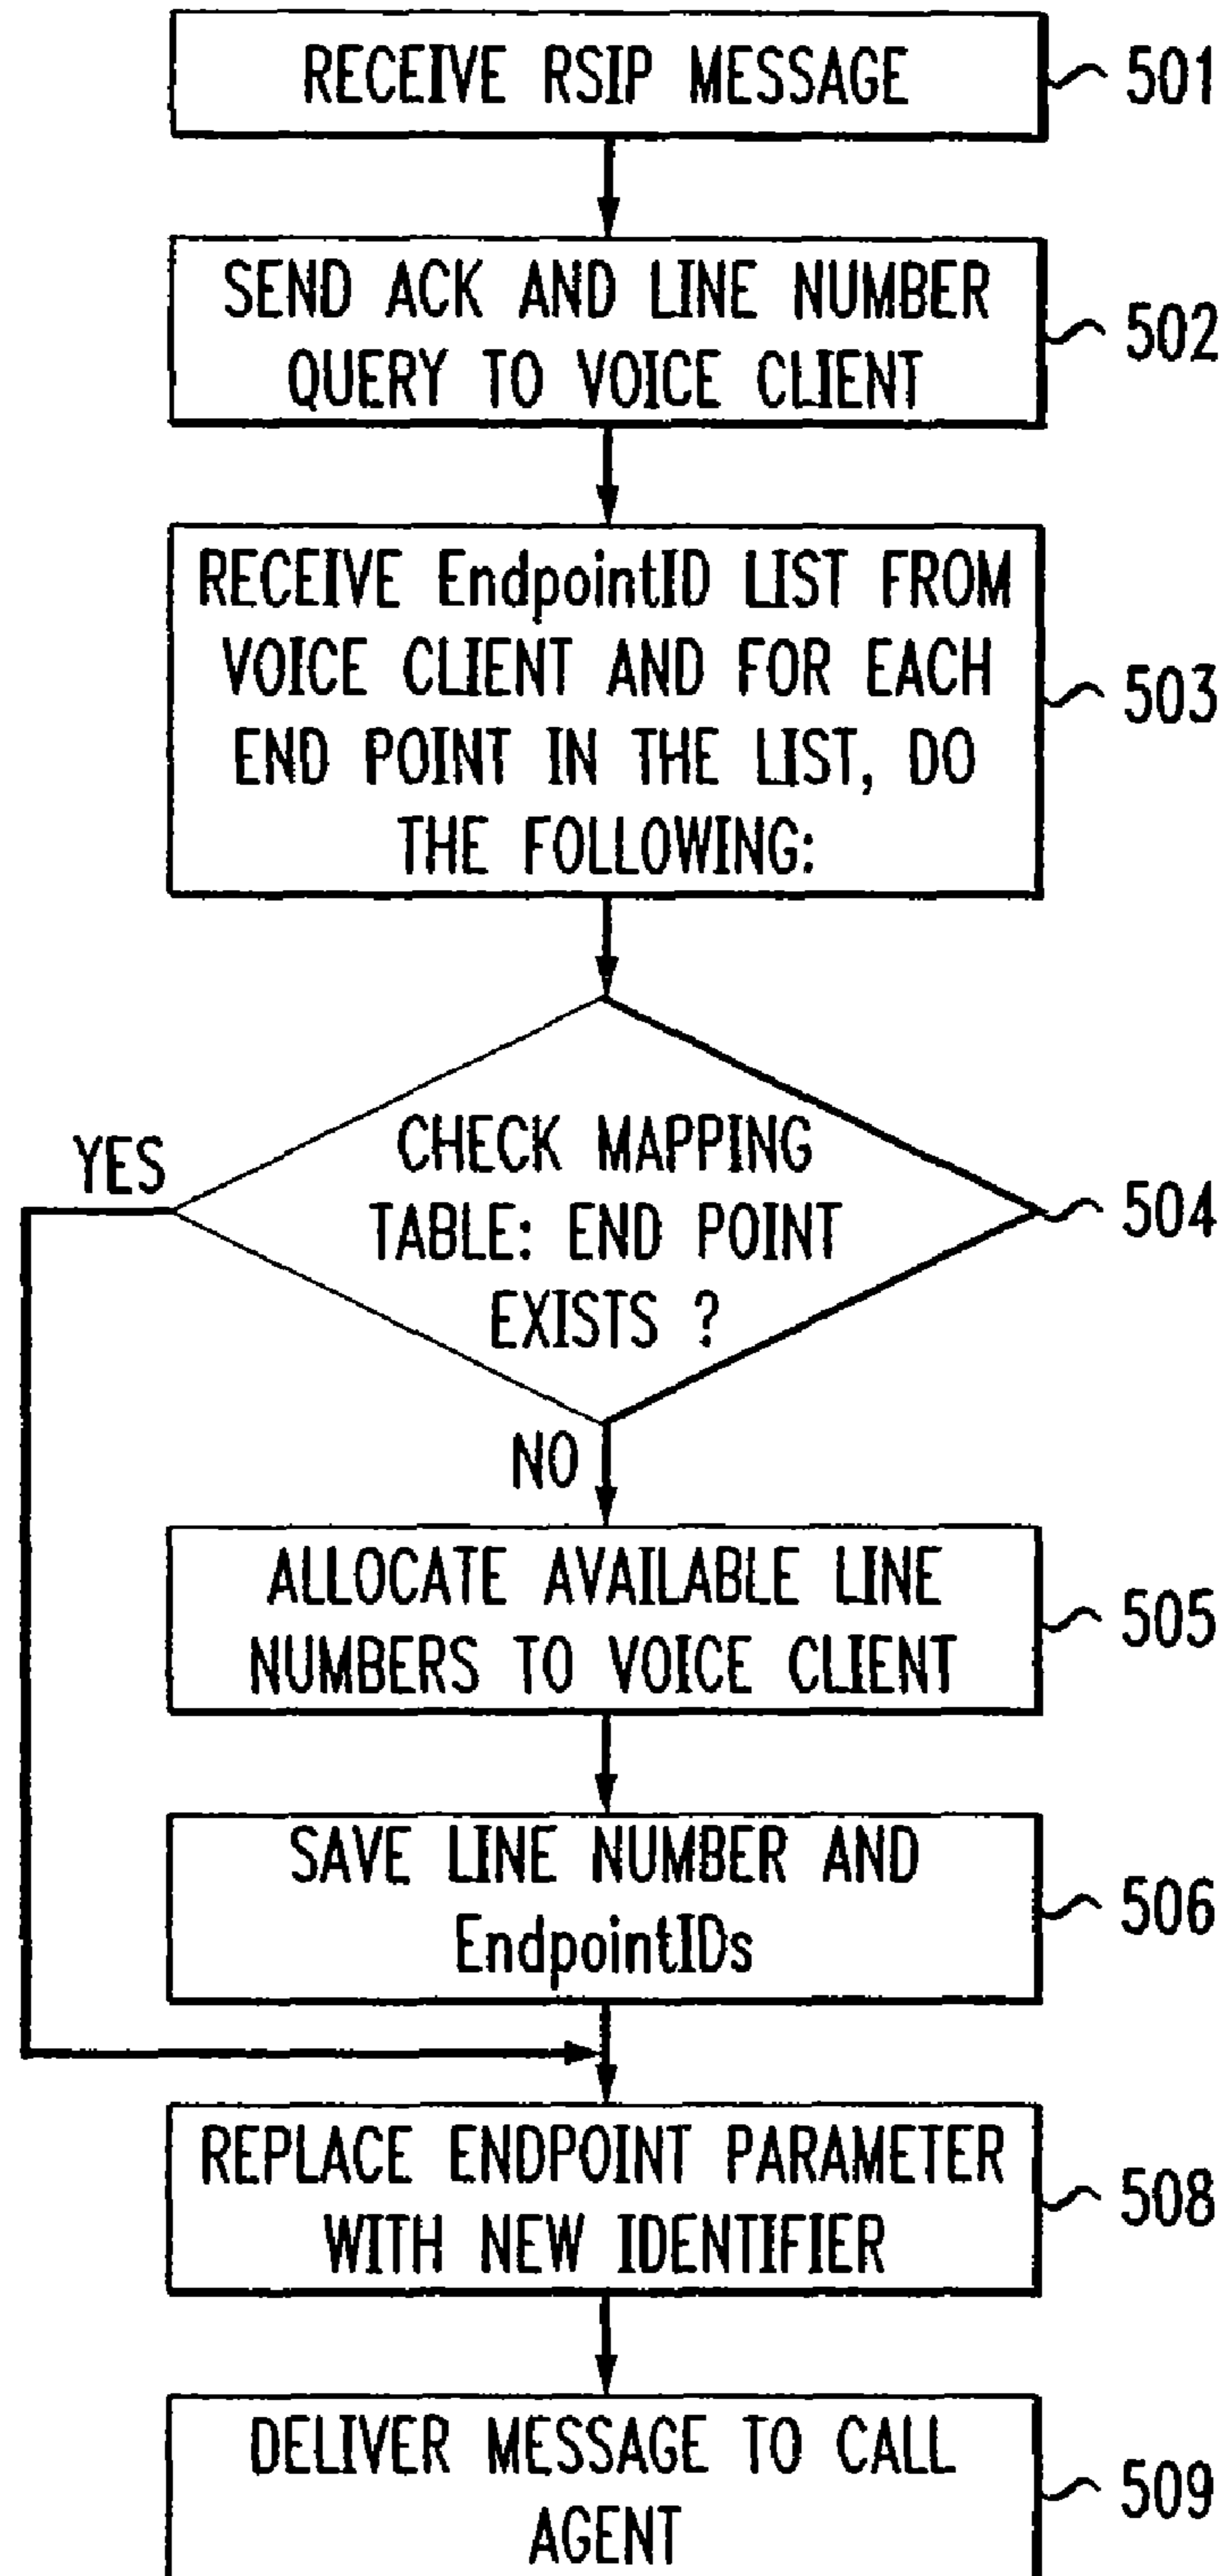 RECEIVE RSIP MESSAGE
501
SEND ACK AND LINE NUMBER
QUERY TO VOICE CLIENT
502
RECEIVE EndpointID LIST FROM
VOICE CLIENT AND FOR EACH
END POINT IN THE LIST, DO
THE FOLLOWING:
503
CHECK MAPPING
TABLE: END POINT
EXISTS ?
504
YES
NO
ALLOCATE AVAILABLE LINE
NUMBERS TO VOICE CLIENT
505
SAVE LINE NUMBER AND
EndpointIDs
506
REPLACE ENDPOINT PARAMETER
WITH NEW IDENTIFIER
508
DELIVER MESSAGE TO CALL
AGENT
509